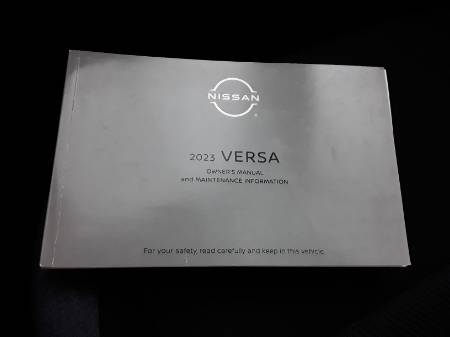 NISSAN
2023 VERSA
OWNER'S MANUAL
and MAINTENANCE INFORMATION
For your safety, read carefully and keep in this vehicle.